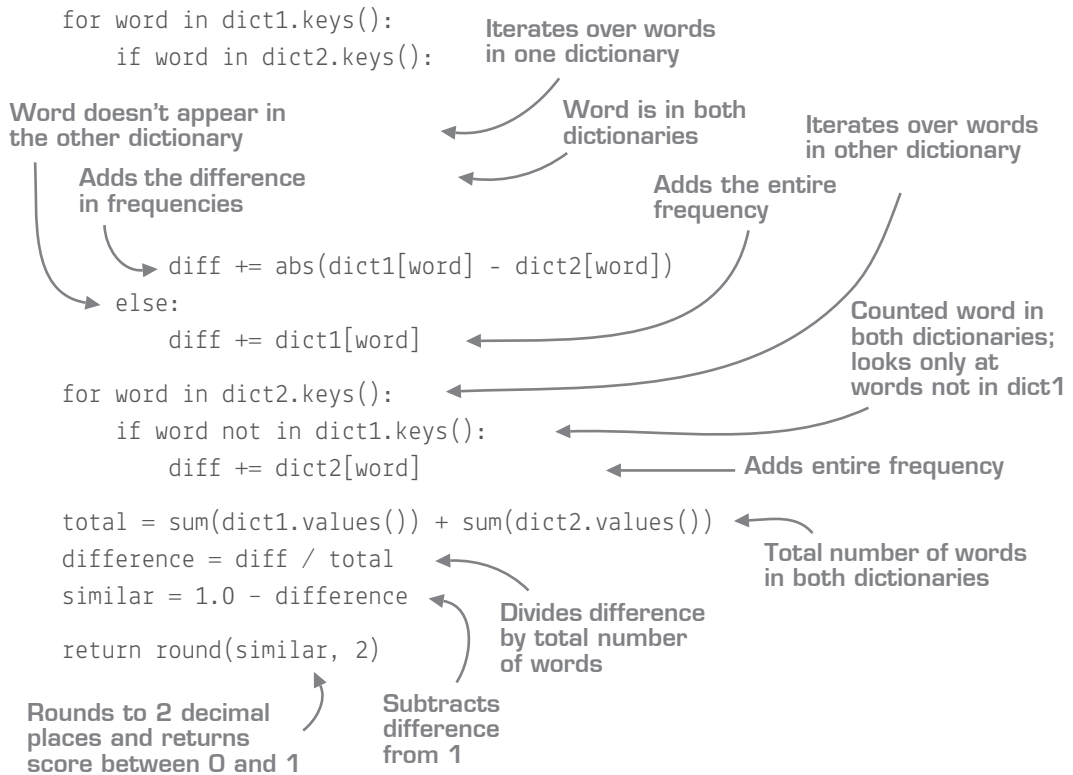 for word in dict1.keys():
    if word in dict2.keys():
Iterates over words
in one dictionary
Word doesn't appear in
the other dictionary
Word is in both
dictionaries
Iterates over words
in other dictionary
Adds the difference
in frequencies
Adds the entire
frequency
        diff += abs(dict1[word] - dict2[word])
    else:
        diff += dict1[word]
Counted word in
both dictionaries;
looks only at
words not in dict1
for word in dict2.keys():
    if word not in dict1.keys():
        diff += dict2[word]
Adds entire frequency
total = sum(dict1.values()) + sum(dict2.values())
difference = diff / total
similar = 1.0 - difference
Total number of words
in both dictionaries
Divides difference
by total number
of words
return round(similar, 2)
Rounds to 2 decimal
places and returns
score between 0 and 1
Subtracts
difference
from 1